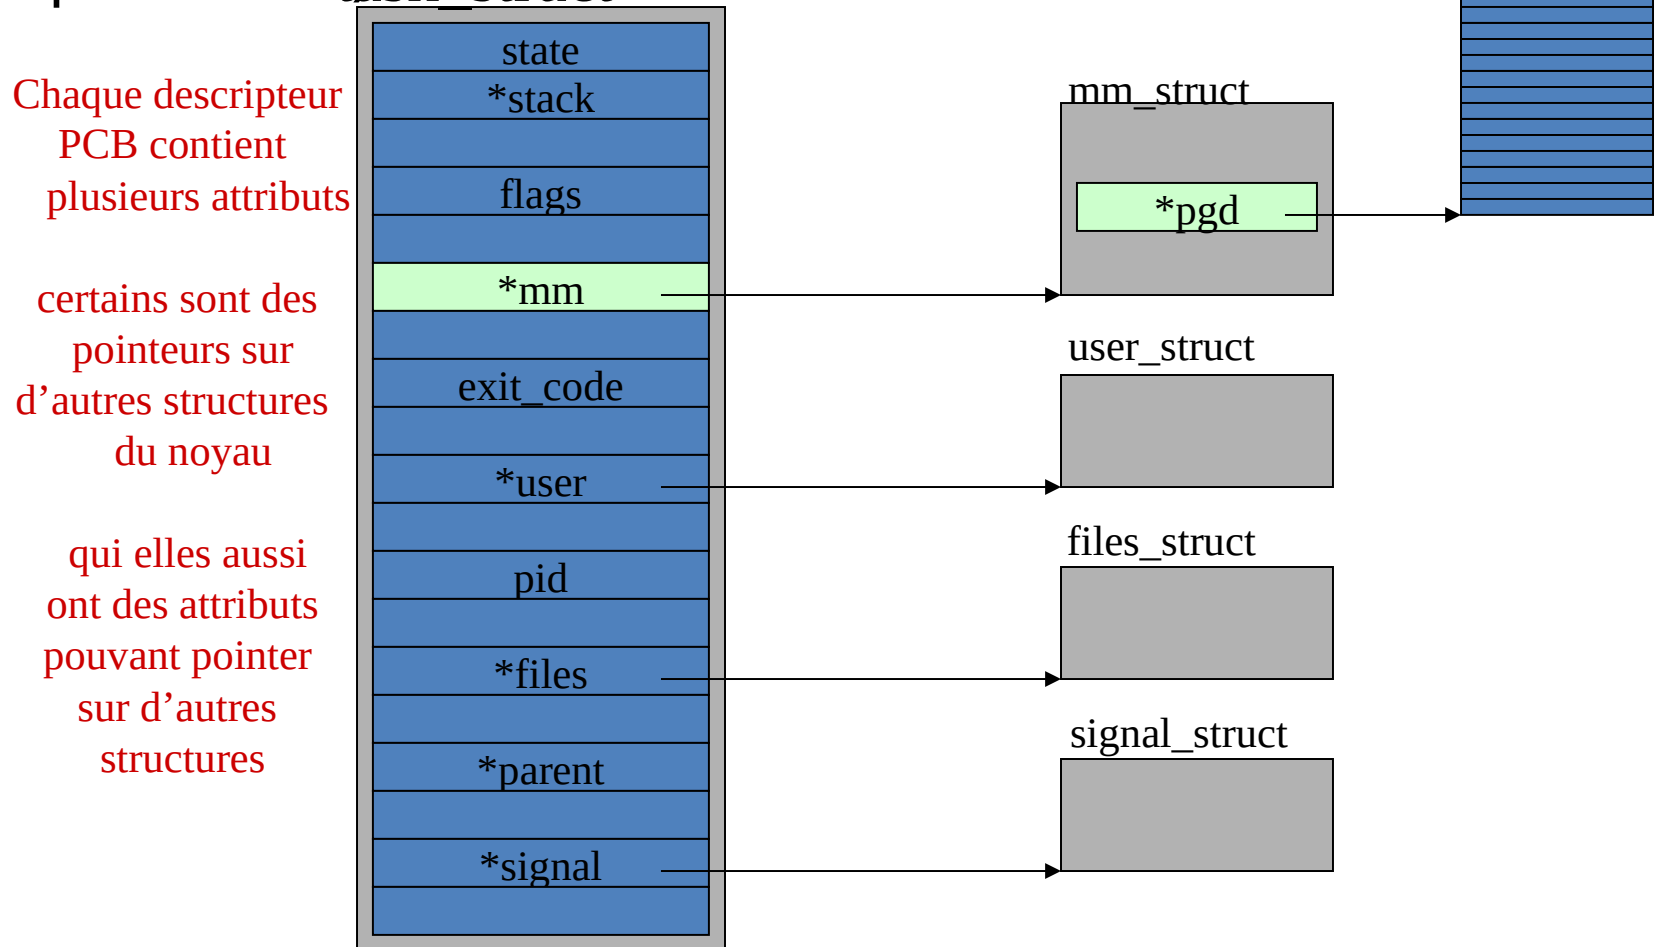 Chaque descripteur
PCB contient
plusieurs attributs
certains sont des
pointeurs sur
d’autres structures
du noyau
qui elles aussi
ont des attributs
pouvant pointer
sur d’autres
structures
state
*stack
flags
*mm
exit_code
*user
pid
*files
*parent
*signal
mm_struct
*pgd
user_struct
files_struct
signal_struct